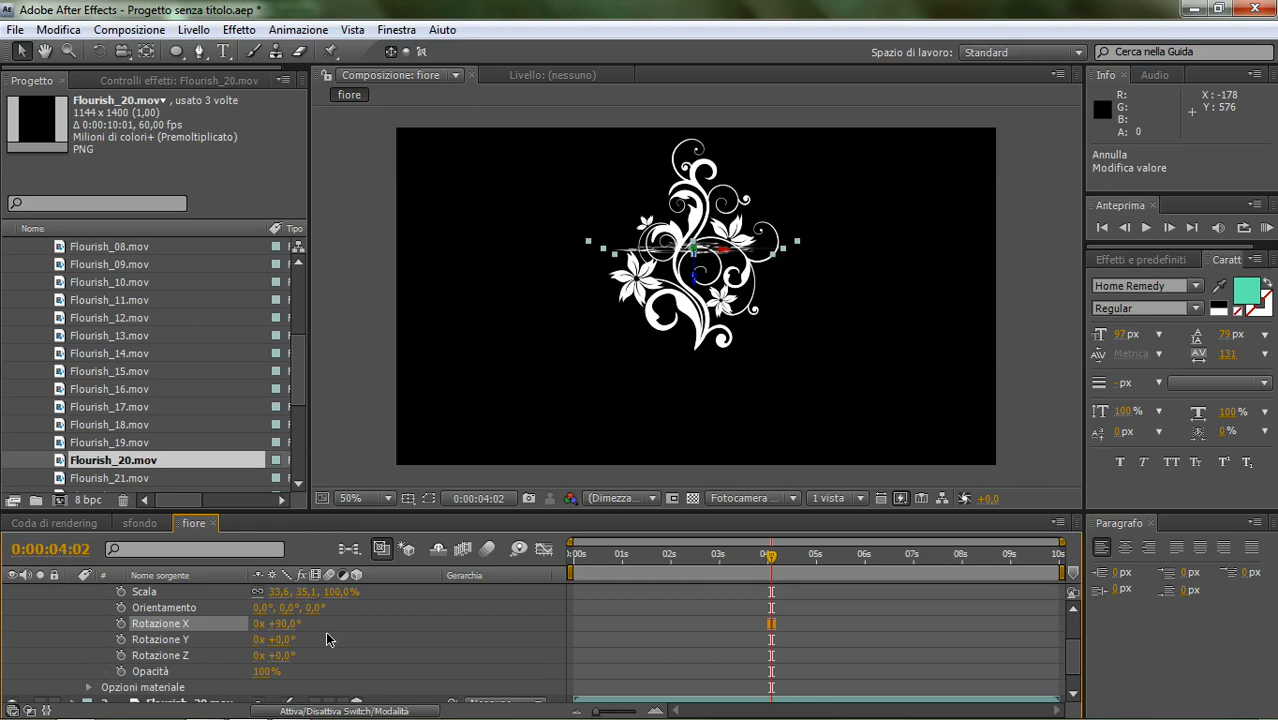 Adobe After Effects - Progetto senza titolo.aep *
File Modifica Composizione Livello Effetto Animazione Vista Finestra Aiuto
Spazio di lavoro: Standard Cerca nella Guida
Progetto Controlli effetti: Flourish_20.mov
Flourish_20.mov , usato 3 volte
1144 x 1400 (1,00)
Δ 0:00:10:01, 60,00 fps
Milioni di colori+ (Premoltiplicato)
PNG
Nome Tipo
Flourish_08.mov
Flourish_09.mov
Flourish_10.mov
Flourish_11.mov
Flourish_12.mov
Flourish_13.mov
Flourish_14.mov
Flourish_15.mov
Flourish_16.mov
Flourish_17.mov
Flourish_18.mov
Flourish_19.mov
Flourish_20.mov
Flourish_21.mov
8 bpc
Composizione: fiore Livello: (nessuno)
fiore
50% 0:00:04:02 (Dimezza... Fotocamera ... 1 vista +0,0
Info Audio
R: X : -178
G: Y : 576
B:
A: 0
Annulla
Modifica valore
Anteprima
Effetti e predefiniti Caratt
Home Remedy
Regular
97 px 79 px
Metrica 131
- px
100 % 100 %
0 px 0 %
T T TT Tr T¹ T₁
Paragrafo
0 px 0 px 0 px
0 px 0 px
Coda di rendering sfondo fiore
0:00:04:02
Nome sorgente Gerarchia
0:00s 01s 02s 03s 04s 05s 06s 07s 08s 09s 10s
Scala 33,6, 35,1, 100,0%
Orientamento 0,0°, 0,0°, 0,0°
Rotazione X 0x +90,0°
Rotazione Y 0x +0,0°
Rotazione Z 0x +0,0°
Opacità 100%
Opzioni materiale
Attiva/Disattiva Switch/Modalità